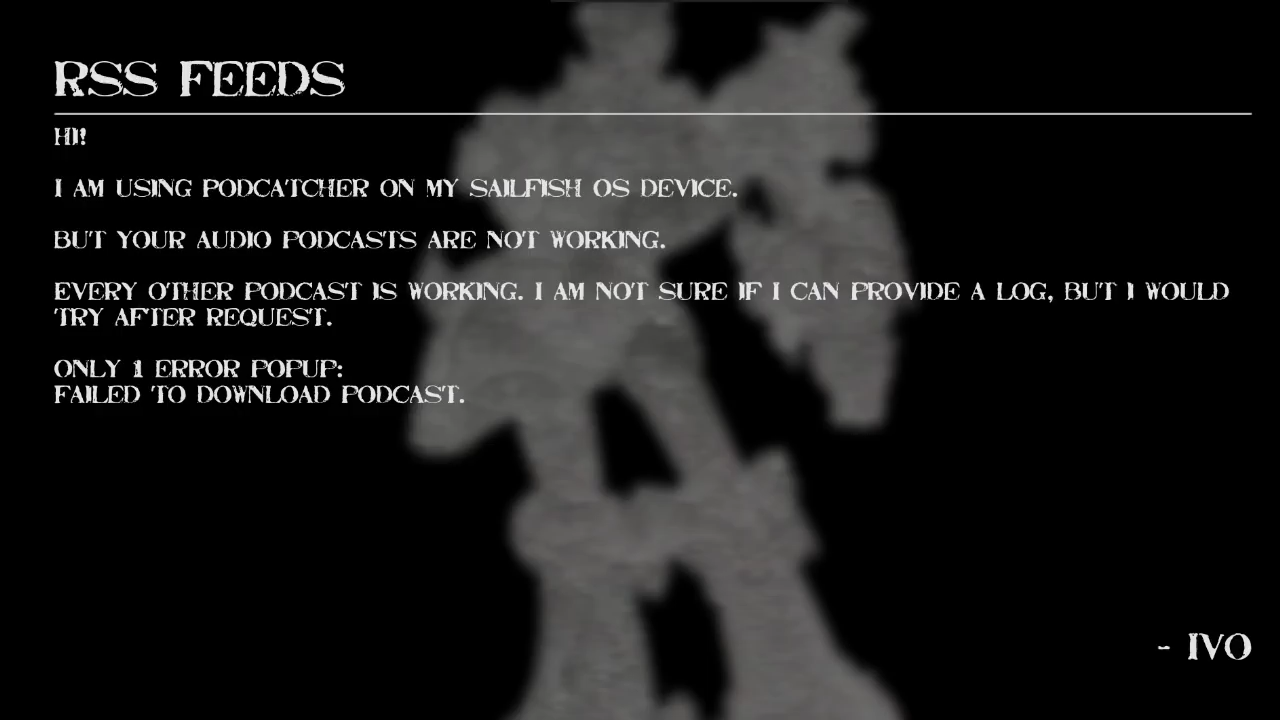 RSS FEEDS
HI!
I AM USING PODCATCHER ON MY SAILFISH OS DEVICE.
BUT YOUR AUDIO PODCASTS ARE NOT WORKING.
EVERY OTHER PODCAST IS WORKING. I AM NOT SURE IF I CAN PROVIDE A LOG, BUT I WOULD
TRY AFTER REQUEST.
ONLY 1 ERROR POPUP:
FAILED TO DOWNLOAD PODCAST.
- IVO